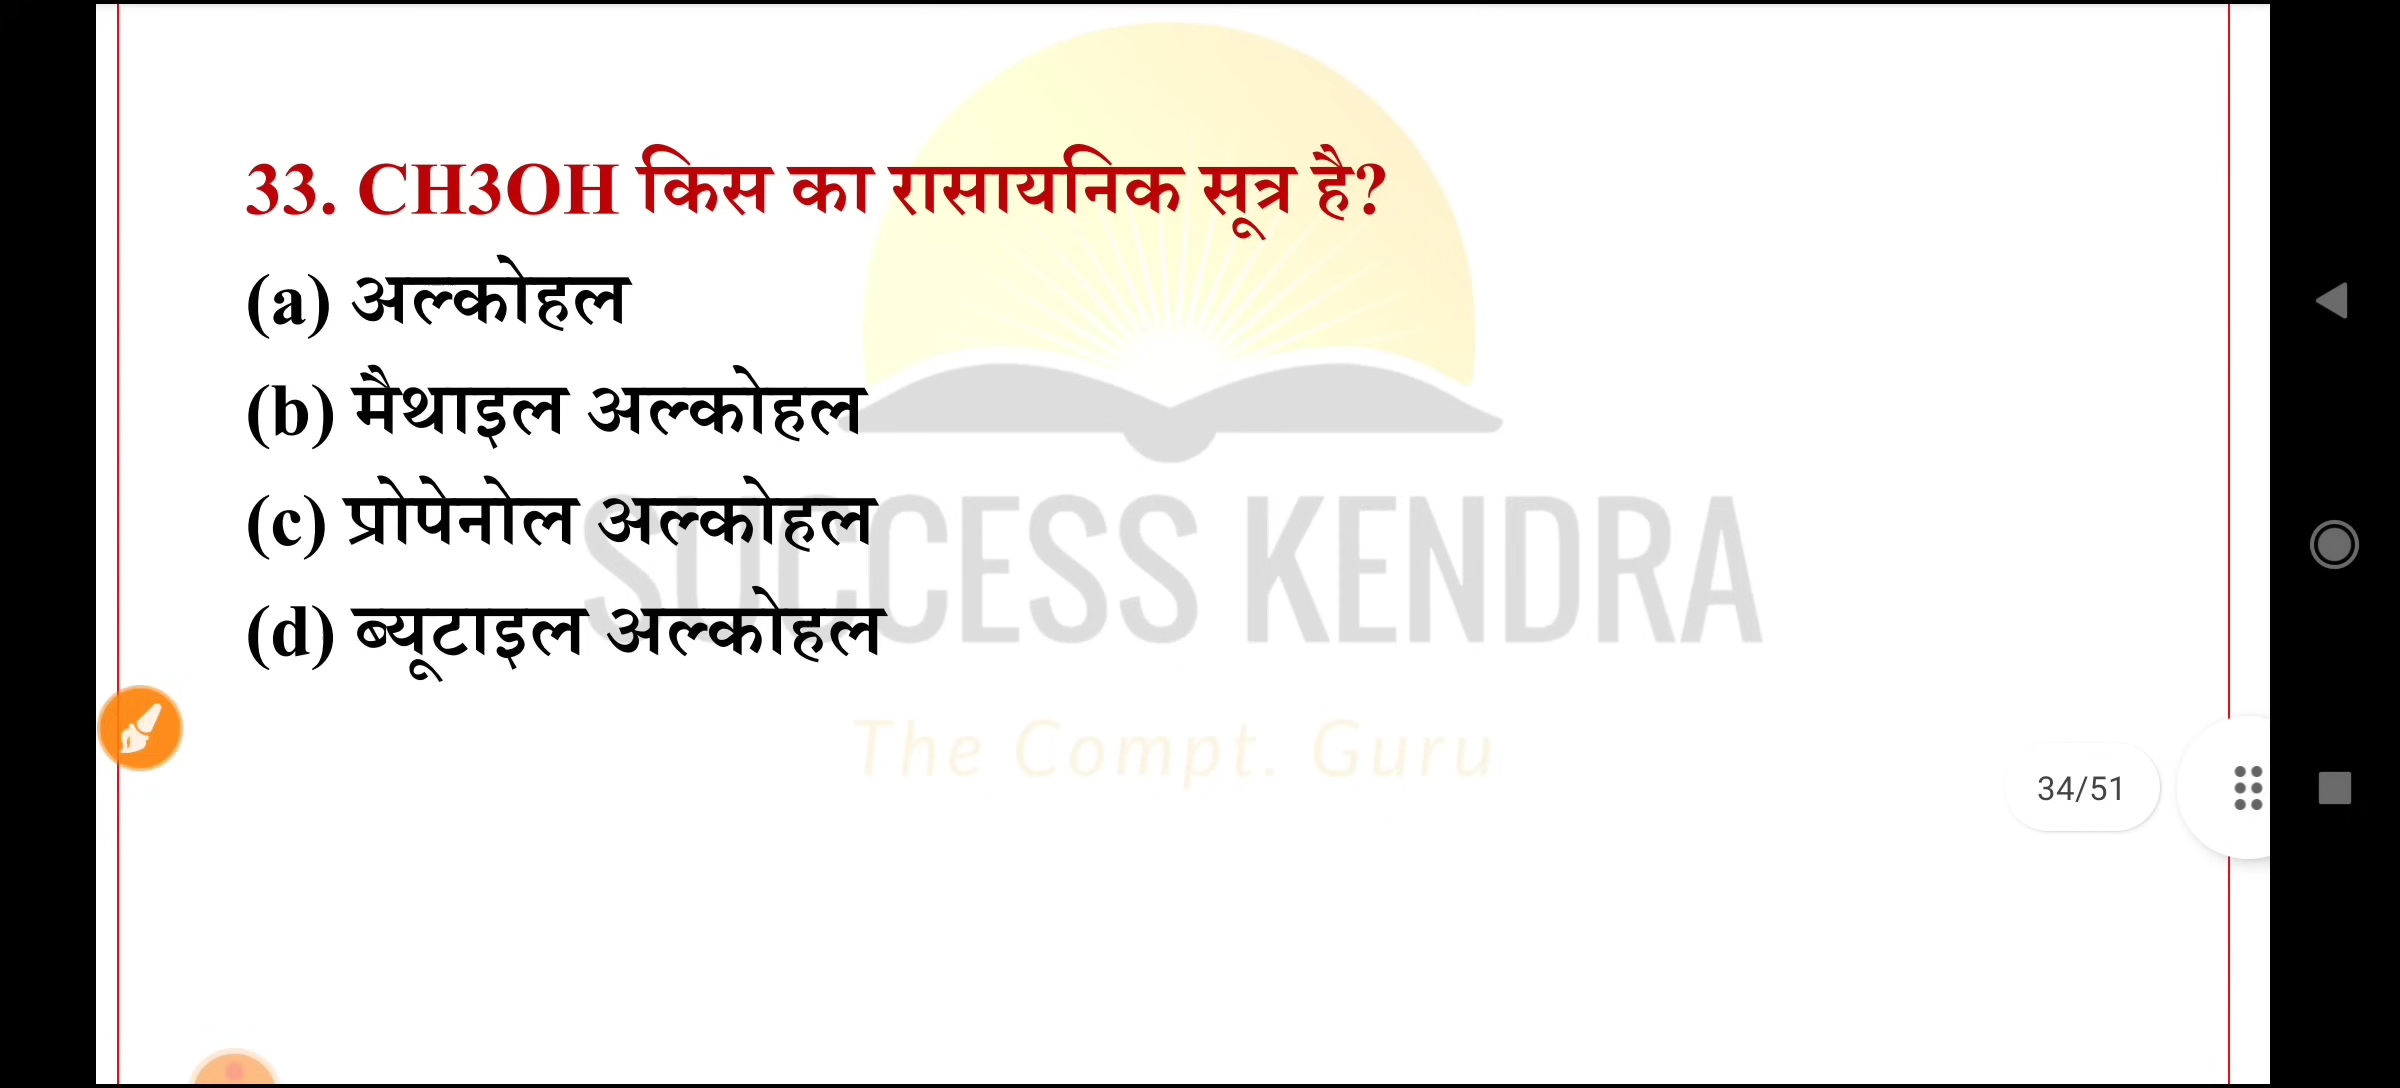 33. CH3OH किस का रासायनिक सूत्र है?
(a) अल्कोहल
(b) मैथाइल अल्कोहल
(c) प्रोपेनोल अल्कोहल
(d) ब्यूटाइल अल्कोहल
SUCCESS KENDRA
The Compt. Guru
34/51